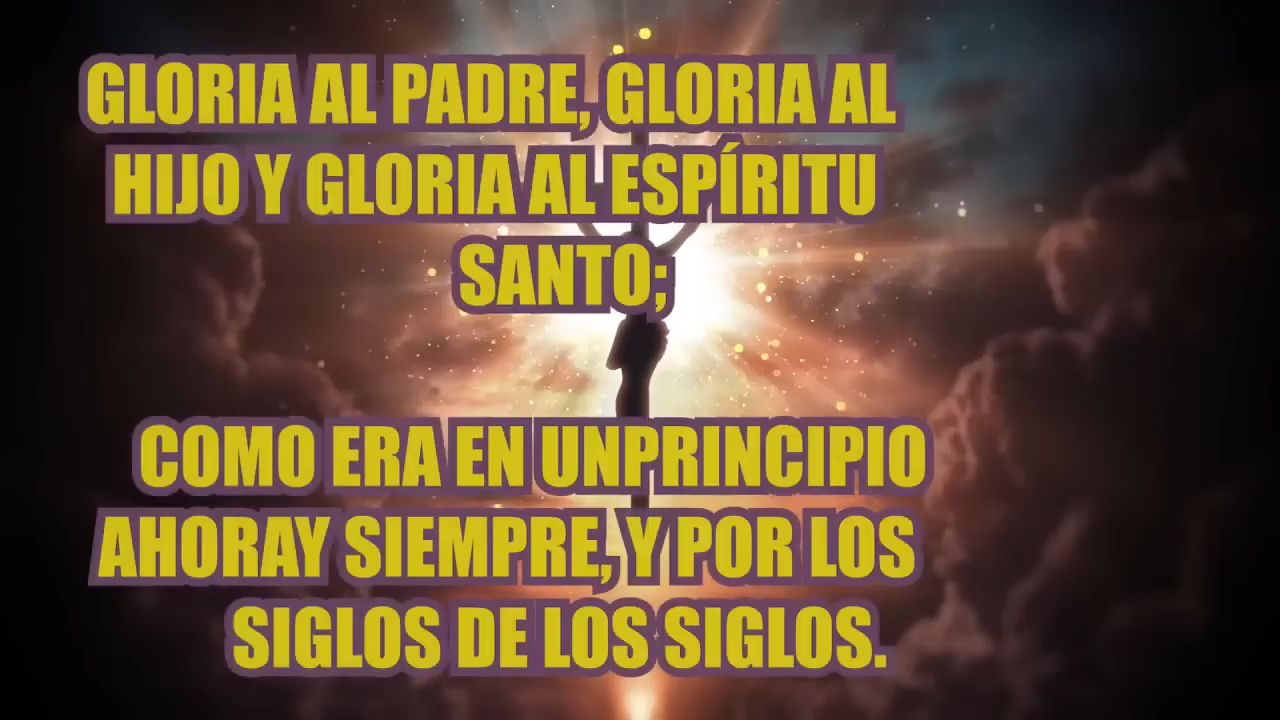 GLORIA AL PADRE, GLORIA AL
HIJO Y GLORIA AL ESPÍRITU
SANTO;
COMO ERA EN UNPRINCIPIO
AHORAY SIEMPRE, Y POR LOS
SIGLOS DE LOS SIGLOS.